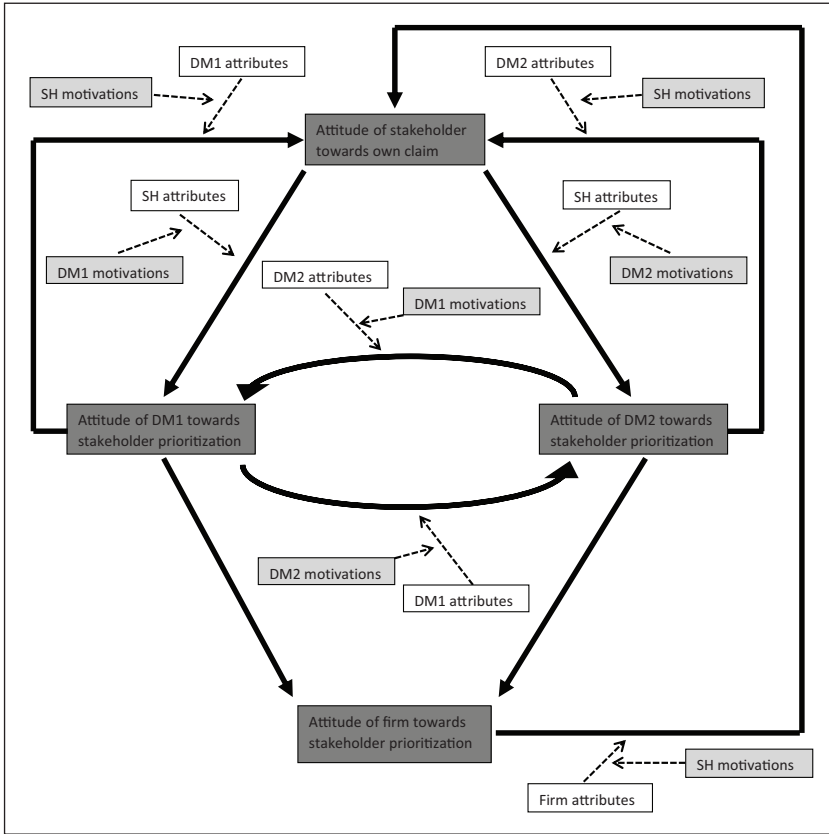 DM1 attributes
DM2 attributes
SH motivations
SH motivations
Attitude of stakeholder
towards own claim
SH attributes
SH attributes
DM1 motivations
DM2 attributes
DM2 motivations
DM1 motivations
Attitude of DM1 towards
stakeholder prioritization
Attitude of DM2 towards
stakeholder prioritization
DM2 motivations
DM1 attributes
Attitude of firm towards
stakeholder prioritization
SH motivations
Firm attributes